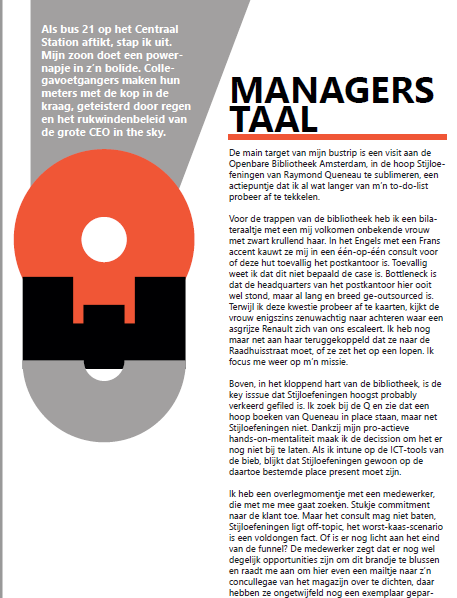 Als bus 21 op het Centraal
Station aftikt, stap ik uit.
Mijn zoon doet een power-
napje in z'n bolide. Colle-
gavoetgangers maken hun
meters met de kop in de
kraag, geteisterd door regen
en het rukwindenbeleid van
de grote CEO in the sky.
MANAGERS
TAAL
De main target van mijn bustrip is een visit aan de
Openbare Bibliotheek Amsterdam, in de hoop Stijloe-
feningen van Raymond Queneau te sublimeren, een
actiepuntje dat ik al wat langer van m'n to-do-list
probeer af te tekkelen.
Voor de trappen van de bibliotheek heb ik een bila-
teraaltje met een mij volkomen onbekende vrouw
met zwart krullend haar. In het Engels met een Frans
accent kauwt ze mij in een één-op-één consult voor
of deze hut toevallig het postkantoor is. Toevallig
weet ik dat dit niet bepaald de case is. Bottleneck is
dat de headquarters van het postkantoor hier ooit
wel stond, maar al lang en breed ge-outsourced is.
Terwijl ik deze kwestie probeer af te kaarten, kijkt de
vrouw enigszins zenuwachtig naar achteren waar een
asgrijze Renault zich van ons escaleert. Ik heb nog
maar net aan haar teruggekoppeld dat ze naar de
Raadhuisstraat moet, of ze zet het op een lopen. Ik
focus me weer op m'n missie.
Boven, in het kloppend hart van de bibliotheek, is de
key isssue dat Stijloefeningen hoogst probably
verkeerd gefiled is. Ik zoek bij de Q en zie dat een
hoop boeken van Queneau in place staan, maar net
Stijloefeningen niet. Dankzij mijn pro-actieve
hands-on-mentaliteit maak ik de decission om het er
nog niet bij te laten. Als ik intune op de ICT-tools van
de bieb, blijkt dat Stijloefeningen gewoon op de
daartoe bestemde place present moet zijn.
Ik heb een overlegmomentje met een medewerker,
die met me mee gaat zoeken. Stukje commitment
naar de klant toe. Maar het consult mag niet baten,
Stijloefeningen ligt off-topic, het worst-kaas-scenario
is een voldongen fact. Of is er nog licht aan het eind
van de funnel? De medewerker zegt dat er nog wel
degelijk opportunities zijn om dit brandje te blussen
en raadt me aan om hier even een mailtje naar z'n
concullegae van het magazijn over te dichten, daar
hebben ze ongetwijfeld nog een exemplaar gepar-